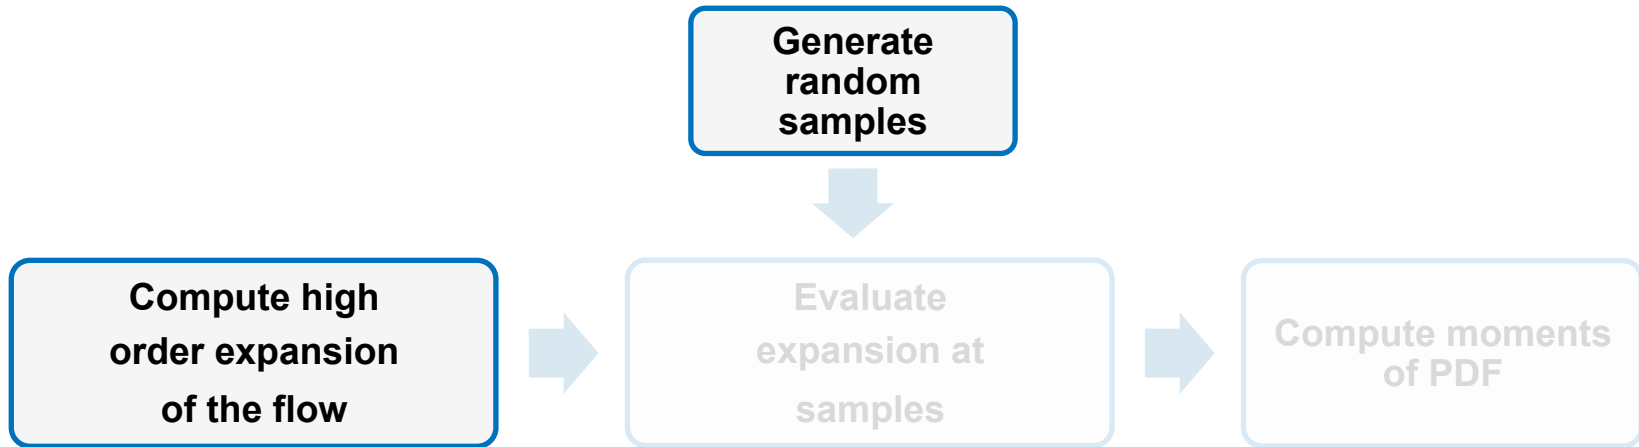 Generate
random
samples
Compute high
order expansion
of the flow
Evaluate
expansion at
samples
Compute moments
of PDF